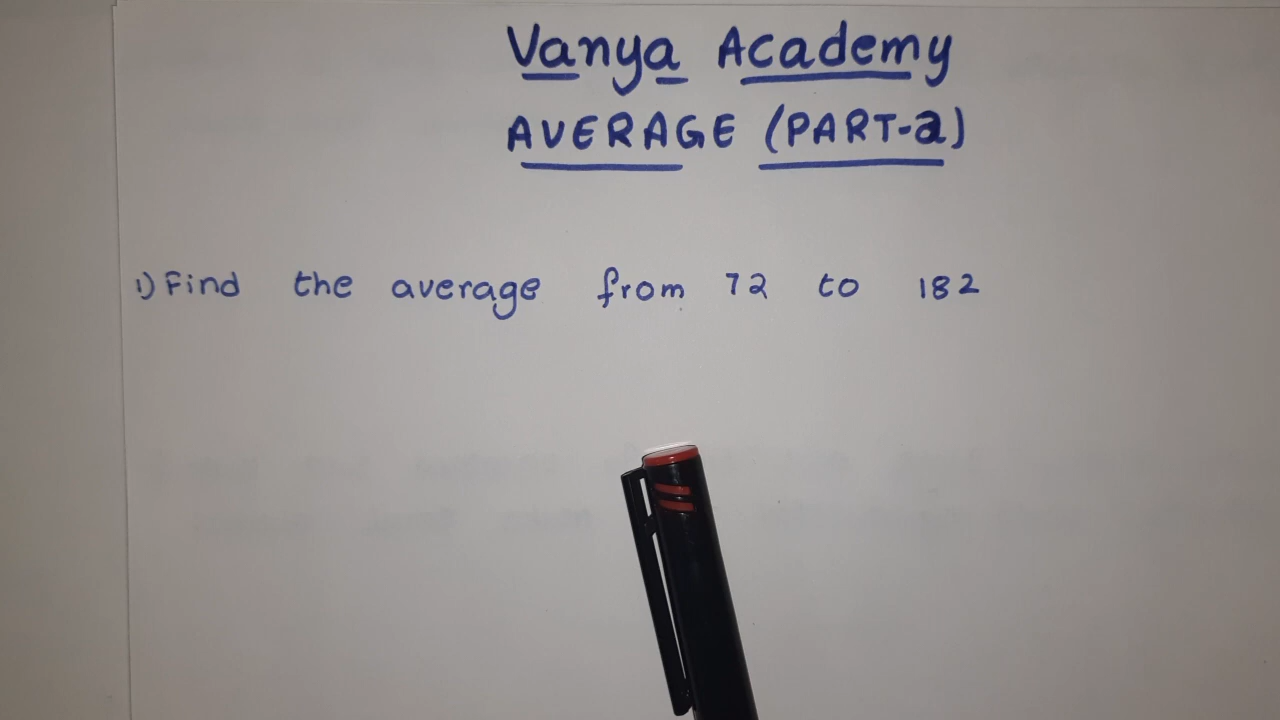 Vanya Academy
AVERAGE (PART-2)
1) Find the average from 72 to 182